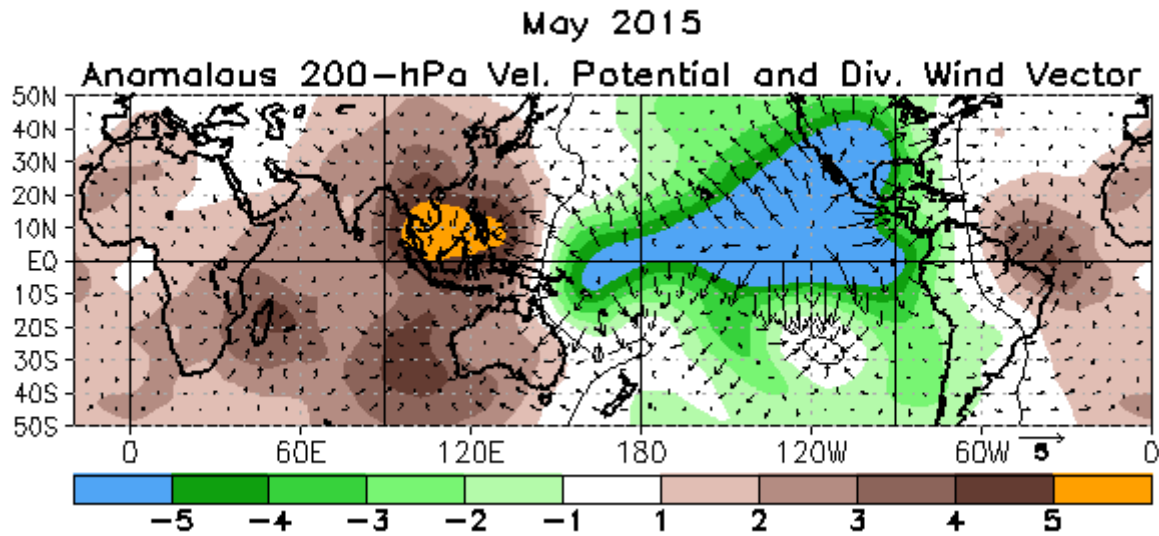 May 2015
Anomalous 200-hPa Vel. Potential and Div. Wind Vector
50N
40N
30N
20N
10N
EQ
10S
20S
30S
40S
50S
0 60E 120E 180 120W 60W 5 0
-5 -4 -3 -2 -1 1 2 3 4 5